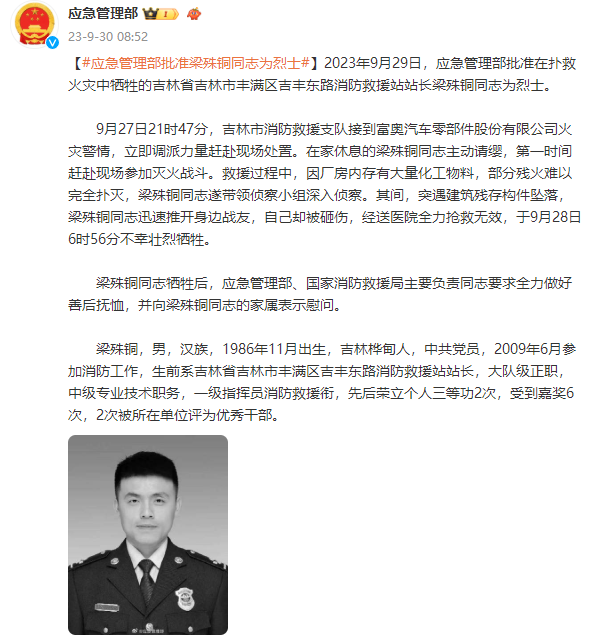 应急管理部
23-9-30 08:52
【#应急管理部批准梁殊铜同志为烈士#】2023年9月29日，应急管理部批准在扑救
火灾中牺牲的吉林省吉林市丰满区吉丰东路消防救援站站长梁殊铜同志为烈士。
9月27日21时47分，吉林市消防救援支队接到富奥汽车零部件股份有限公司火
灾警情，立即调派力量赶赴现场处置。在家休息的梁殊铜同志主动请缨，第一时间
赶赴现场参加灭火战斗。救援过程中，因厂房内存有大量化工物料，部分残火难以
完全扑灭，梁殊铜同志遂带领侦察小组深入侦察。其间，突遇建筑残存构件坠落，
梁殊铜同志迅速推开身边战友，自己却被砸伤，经送医院全力抢救无效，于9月28日
6时56分不幸壮烈牺牲。
梁殊铜同志牺牲后，应急管理部、国家消防救援局主要负责同志要求全力做好
善后抚恤，并向梁殊铜同志的家属表示慰问。
梁殊铜，男，汉族，1986年11月出生，吉林桦甸人，中共党员，2009年6月参
加消防工作，生前系吉林省吉林市丰满区吉丰东路消防救援站站长，大队级正职，
中级专业技术职务，一级指挥员消防救援衔，先后荣立个人三等功2次，受到嘉奖6
次，2次被所在单位评为优秀干部。